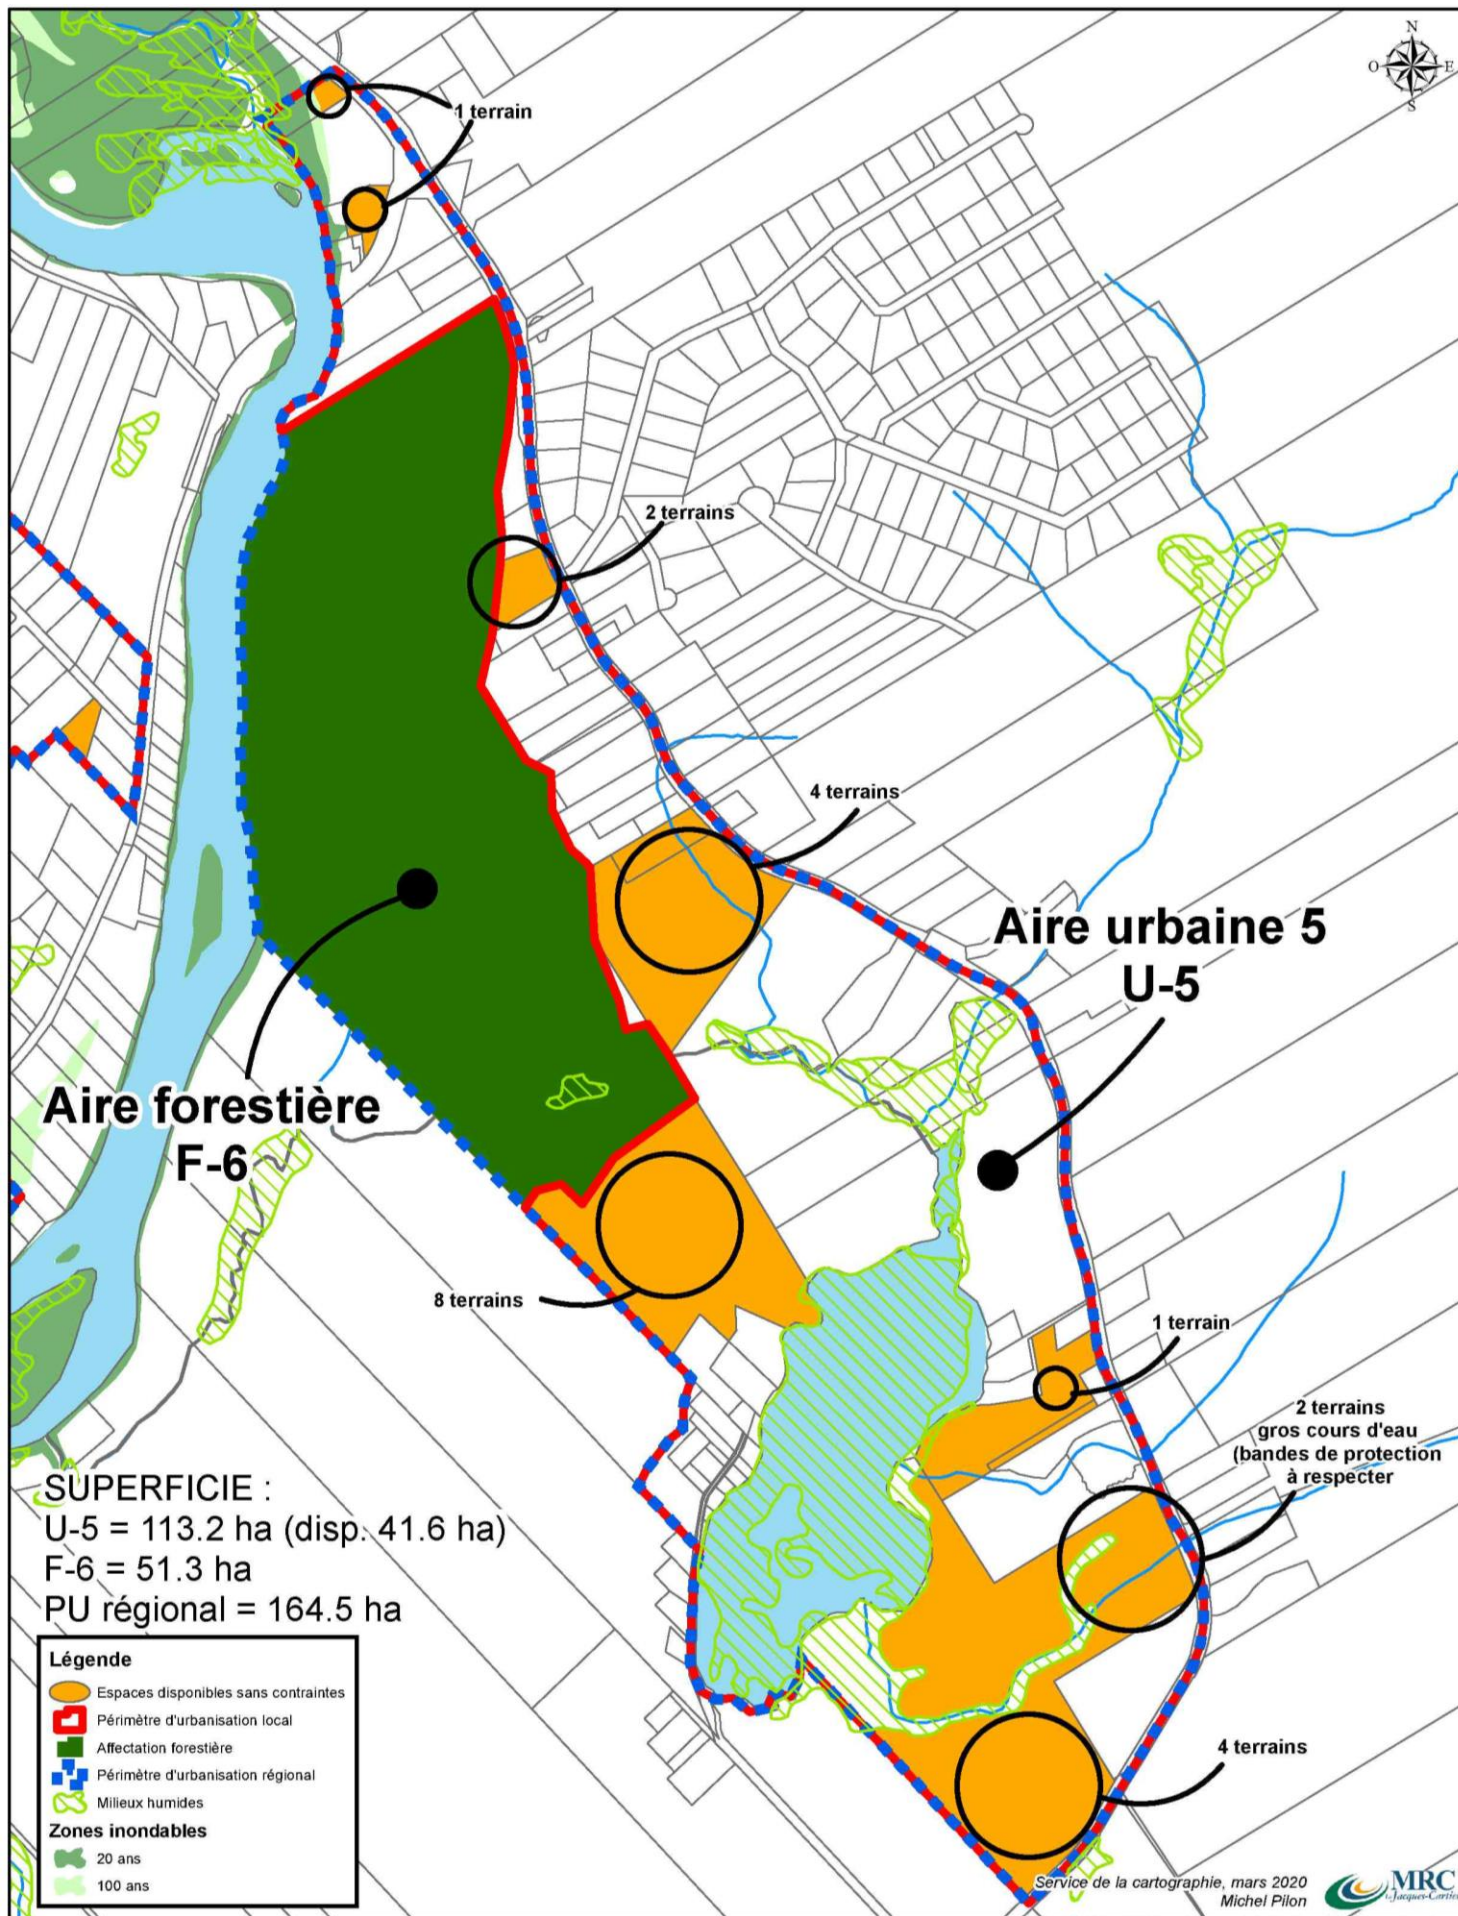 N
O
E
S
1 terrain
2 terrains
4 terrains
Aire urbaine 5
U-5
Aire forestière
F-6
8 terrains
1 terrain
2 terrains
gros cours d'eau
(bandes de protection
à respecter
4 terrains
SUPERFICIE :
U-5 = 113.2 ha (disp. 41.6 ha)
F-6 = 51.3 ha
PU régional = 164.5 ha
Légende
Espaces disponibles sans contraintes
Périmètre d'urbanisation local
Affectation forestière
Périmètre d'urbanisation régional
Milieux humides
Zones inondables
20 ans
100 ans
Service de la cartographie, mars 2020
Michel Pilon
MRC
Jacques-Cartier